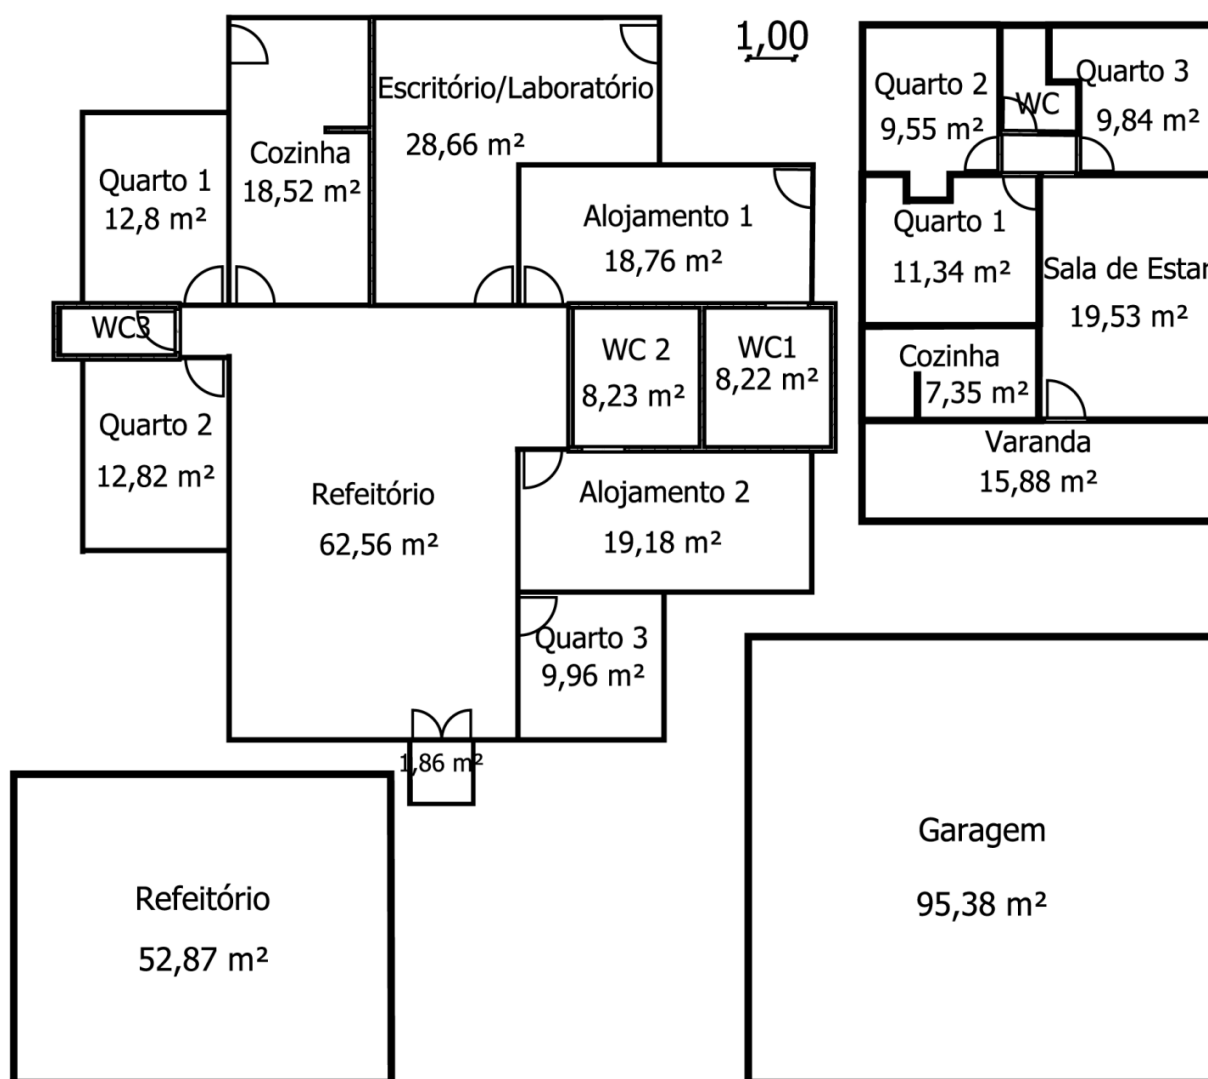 1,00
Escritório/Laboratório
28,66 m²
Cozinha
18,52 m²
Quarto 1
12,8 m²
Alojamento 1
18,76 m²
WC3
WC 2
8,23 m²
WC1
8,22 m²
Quarto 2
12,82 m²
Refeitório
62,56 m²
Alojamento 2
19,18 m²
Quarto 3
9,96 m²
1,86 m²
Quarto 2
9,55 m²
WC
Quarto 3
9,84 m²
Quarto 1
11,34 m²
Sala de Estar
19,53 m²
Cozinha
7,35 m²
Varanda
15,88 m²
Refeitório
52,87 m²
Garagem
95,38 m²